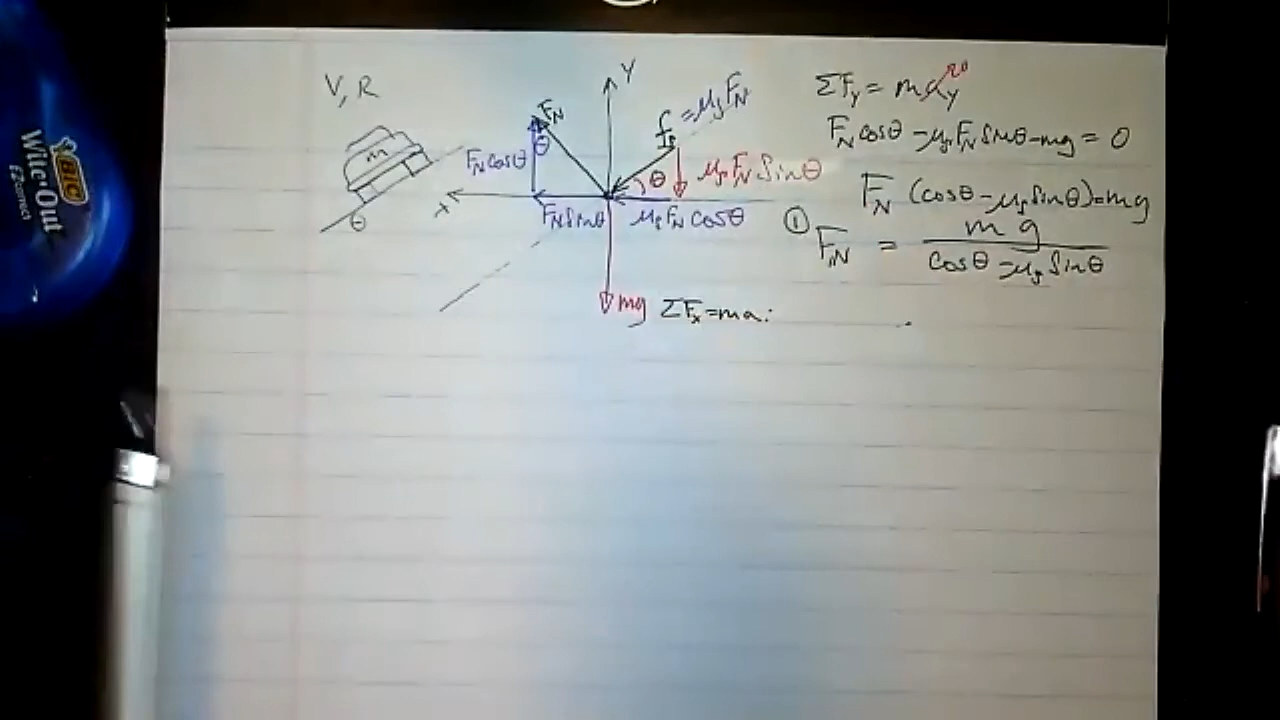 V, R
m
θ
Y
X
F_N
θ
F_N cosθ
F_N sinθ
f_s = μ_s F_N
θ
μ_s F_N sinθ
μ_s F_N cosθ
mg
ΣF_y = ma_y 0
F_N cosθ - μ_s F_N sinθ - mg = 0
F_N (cosθ - μ_s sinθ) = mg
① F_N = mg / cosθ - μ_s sinθ
ΣF_x = ma:
BIC
Wite·Out